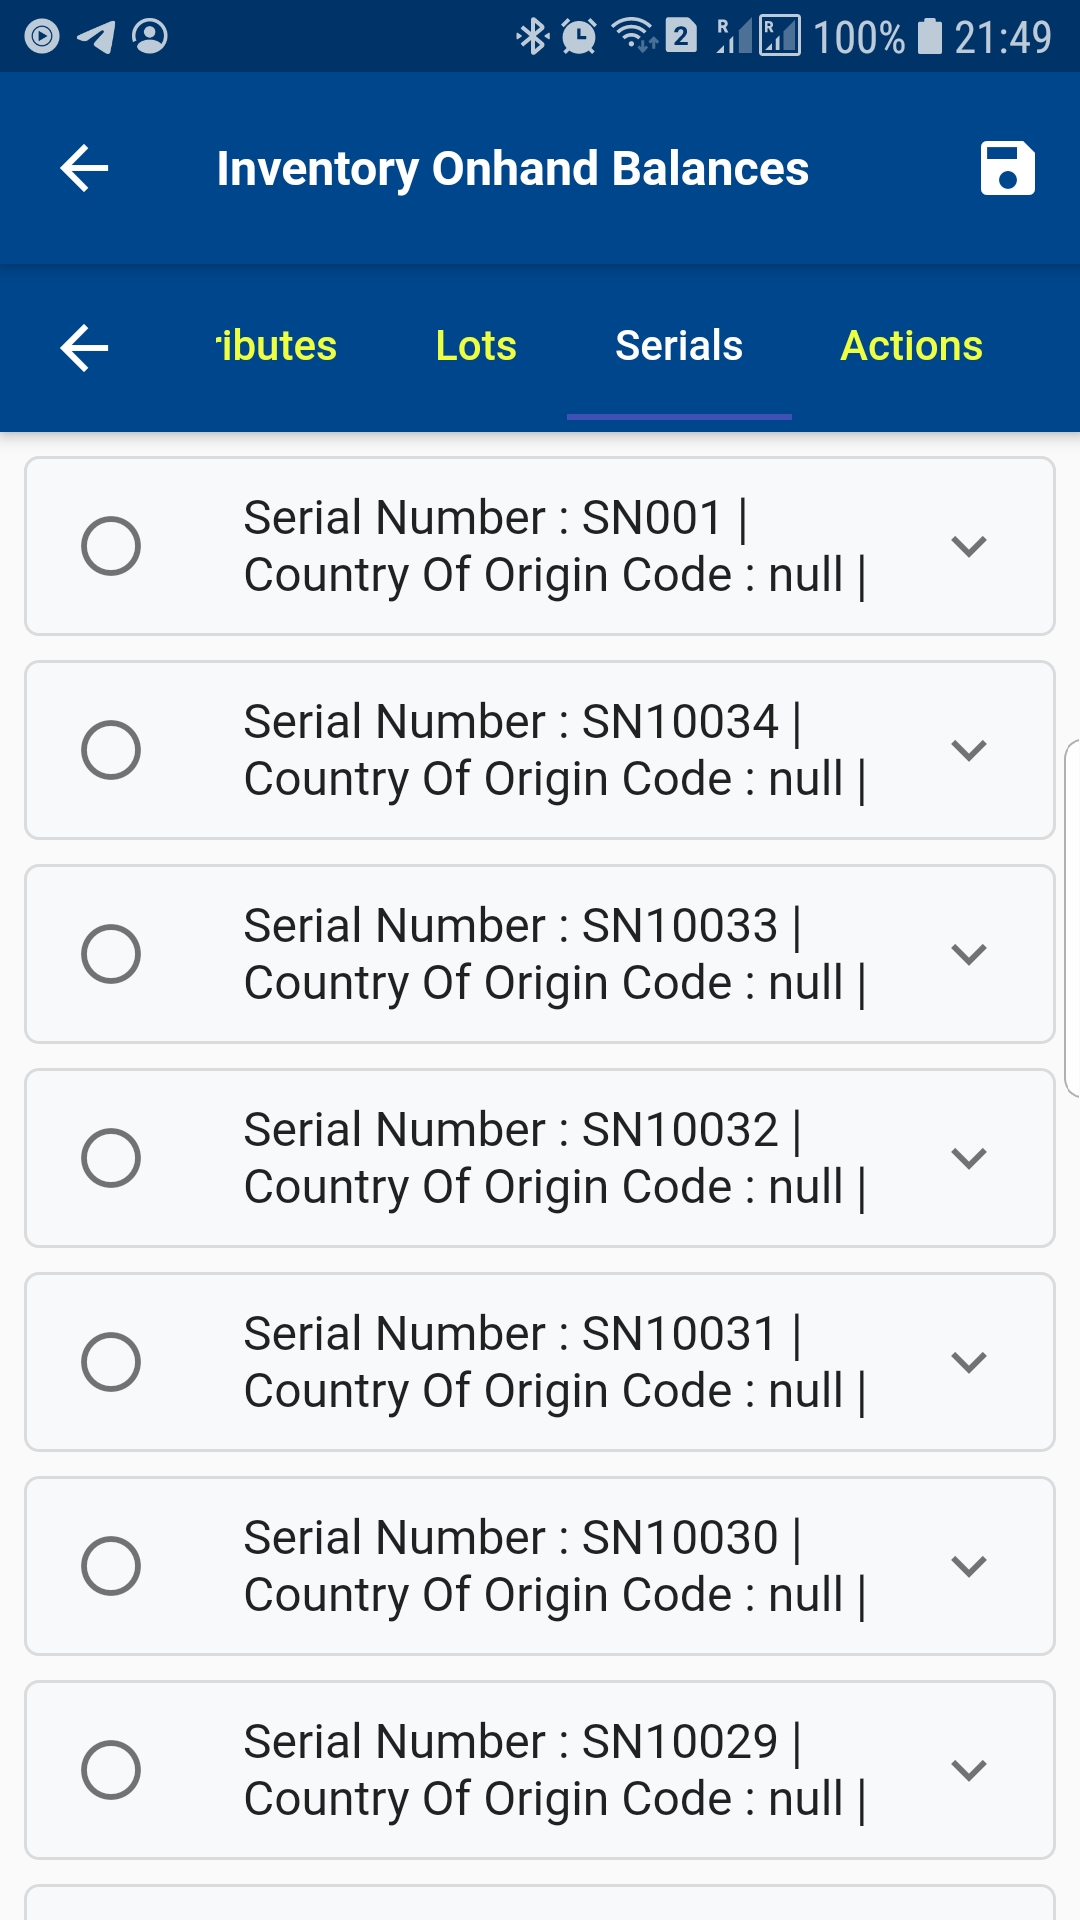 2 R R 100% 21:49
Inventory Onhand Balances
ributes Lots Serials Actions
Serial Number : SN001 |
Country Of Origin Code : null |
Serial Number : SN10034 |
Country Of Origin Code : null |
Serial Number : SN10033 |
Country Of Origin Code : null |
Serial Number : SN10032 |
Country Of Origin Code : null |
Serial Number : SN10031 |
Country Of Origin Code : null |
Serial Number : SN10030 |
Country Of Origin Code : null |
Serial Number : SN10029 |
Country Of Origin Code : null |